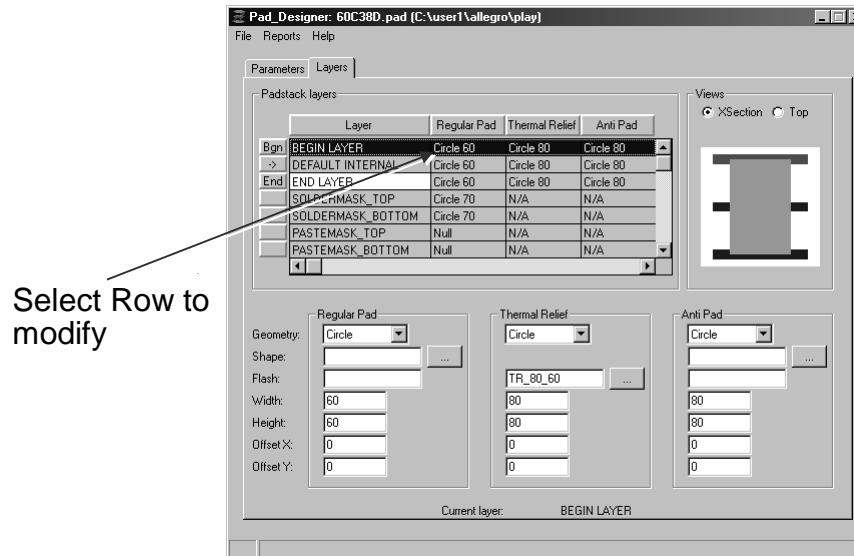 Pad_Designer: 60C38D.pad (C:\user1\allegro\play)
File Reports Help
Parameters Layers
Padstack layers
Views
XSection Top
Layer Regular Pad Thermal Relief Anti Pad
Bgn BEGIN LAYER Circle 60 Circle 80 Circle 80
-> DEFAULT INTERNAL Circle 60 Circle 80 Circle 80
End END LAYER Circle 60 Circle 80 Circle 80
SOLDERMASK_TOP Circle 70 N/A N/A
SOLDERMASK_BOTTOM Circle 70 N/A N/A
PASTEMASK_TOP Null N/A N/A
PASTEMASK_BOTTOM Null N/A N/A
Select Row to
modify
Regular Pad Thermal Relief Anti Pad
Geometry: Circle Circle Circle
Shape: ... ...
Flash: TR_80_60 ...
Width: 60 80 80
Height: 60 80 80
Offset X: 0 0 0
Offset Y: 0 0 0
Current layer: BEGIN LAYER